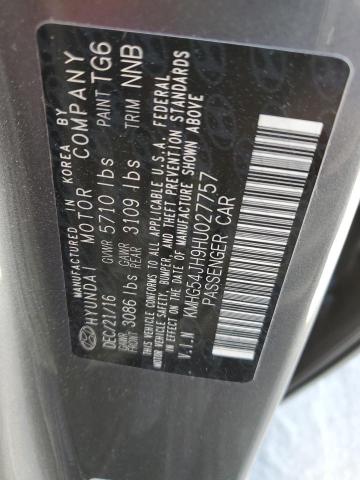 MANUFACTURED IN KOREA BY
HYUNDAI MOTOR COMPANY
DEC/21/16 GVWR 5710 lbs PAINT TG6
GAWR FRONT 3086 lbs GAWR REAR 3109 lbs TRIM NNB
THIS VEHICLE CONFORMS TO ALL APPLICABLE U.S.A. FEDERAL
MOTOR VEHICLE SAFETY, BUMPER, AND THEFT PREVENTION STANDARDS
IN EFFECT ON THE DATE OF MANUFACTURE SHOWN ABOVE
V.I.N KMHG54JH9HU027757
PASSENGER CAR